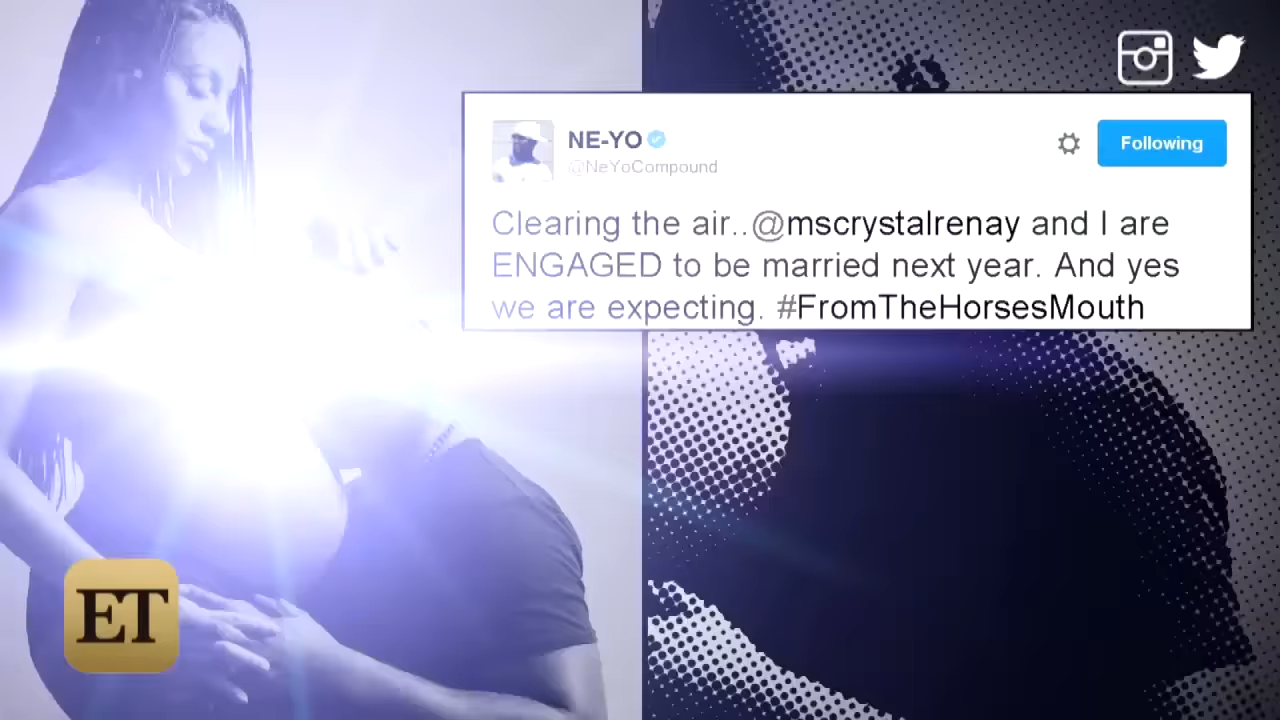 NE-YO
@NeYoCompound
Following
Clearing the air..@mscrystalrenay and I are
ENGAGED to be married next year. And yes
we are expecting. #FromTheHorsesMouth
ET